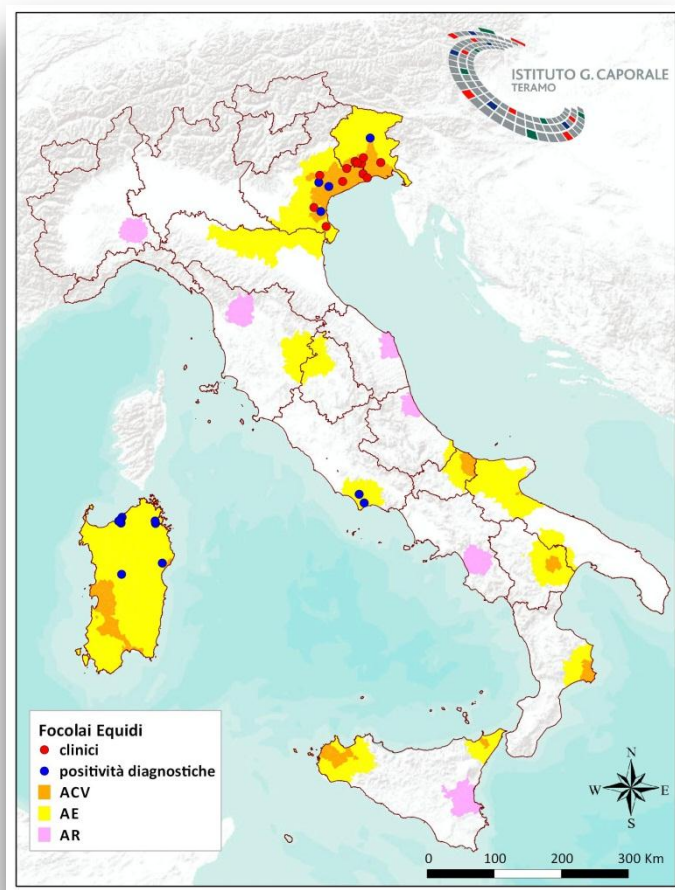 ISTITUTO G. CAPORALE
TERAMO
Focolai Equidi
clinici
positività diagnostiche
ACV
AE
AR
N
W E
S
0 100 200 300 Km